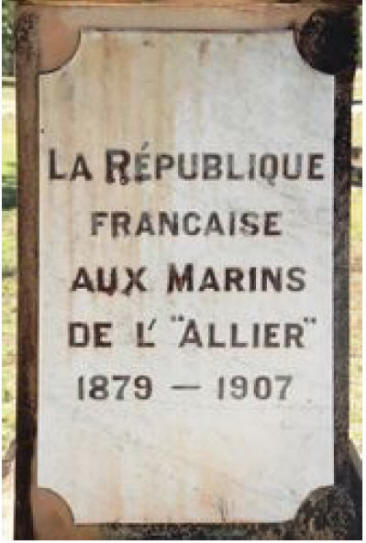 LA RÉPUBLIQUE
FRANCAISE
AUX MARINS
DE L' "ALLIER"
1879 — 1907